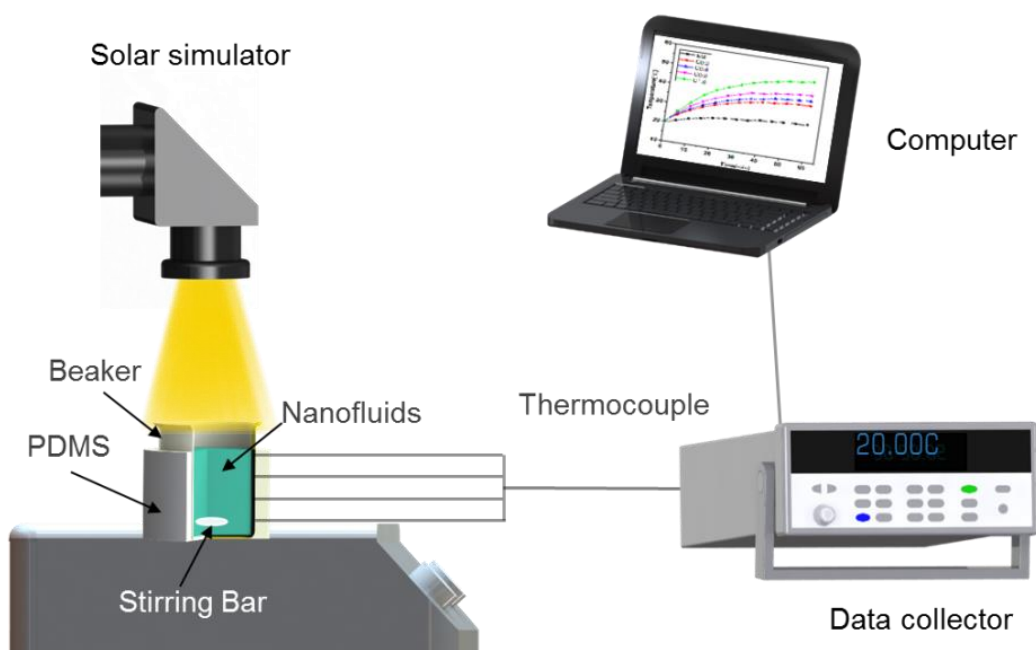 Solar simulator
Computer
Beaker
Nanofluids
Thermocouple
PDMS
20.00C
Stirring Bar
Data collector